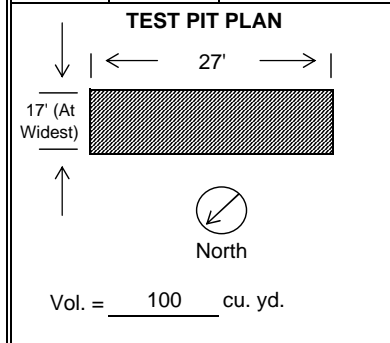 TEST PIT PLAN
27'
17' (At
Widest)
North
Vol. = 100 cu. yd.